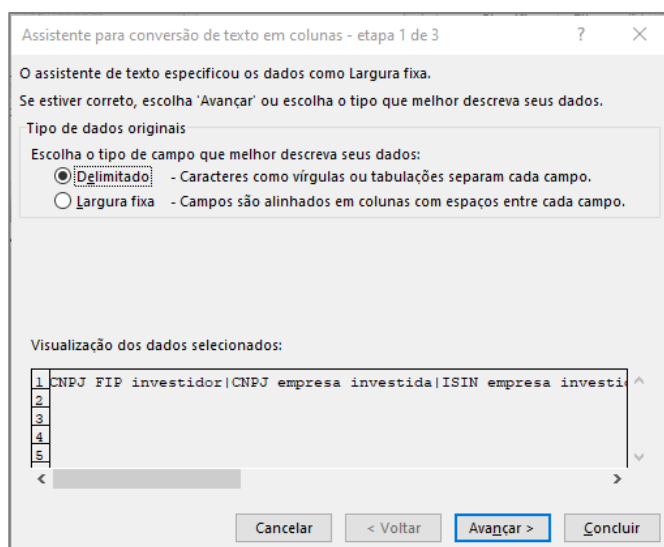 Assistente para conversão de texto em colunas - etapa 1 de 3 ? ×
O assistente de texto especificou os dados como Largura fixa.
Se estiver correto, escolha 'Avançar' ou escolha o tipo que melhor descreva seus dados.
Tipo de dados originais
Escolha o tipo de campo que melhor descreva seus dados:
Delimitado - Caracteres como vírgulas ou tabulações separam cada campo.
Largura fixa - Campos são alinhados em colunas com espaços entre cada campo.
Visualização dos dados selecionados:
1 CNPJ FIP investidor|CNPJ empresa investida|ISIN empresa investi
2
3
4
5
Cancelar < Voltar Avançar > Concluir